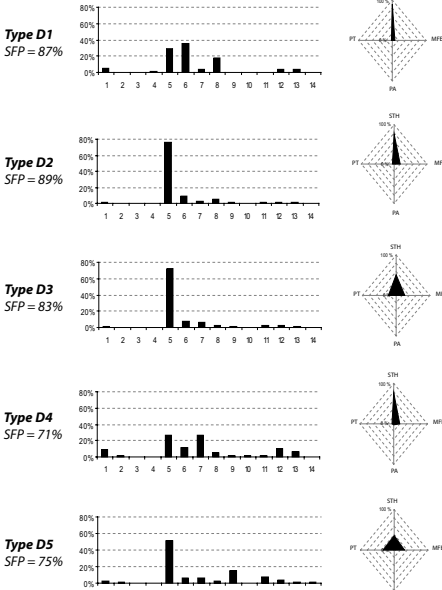 Type D1
SFP = 87%
80%
60%
40%
20%
0%
1 2 3 4 5 6 7 8 9 10 11 12 13 14
100 %
PT
MFE
PA
Type D2
SFP = 89%
80%
60%
40%
20%
0%
1 2 3 4 5 6 7 8 9 10 11 12 13 14
STH
100 %
PT
PA
Type D3
SFP = 83%
80%
60%
40%
20%
0%
1 2 3 4 5 6 7 8 9 10 11 12 13 14
STH
100 %
PT
PA
Type D4
SFP = 71%
80%
60%
40%
20%
0%
1 2 3 4 5 6 7 8 9 10 11 12 13 14
STH
100 %
PT
MFE
PA
Type D5
SFP = 75%
80%
60%
40%
20%
0%
STH
100 %
PT
MFE